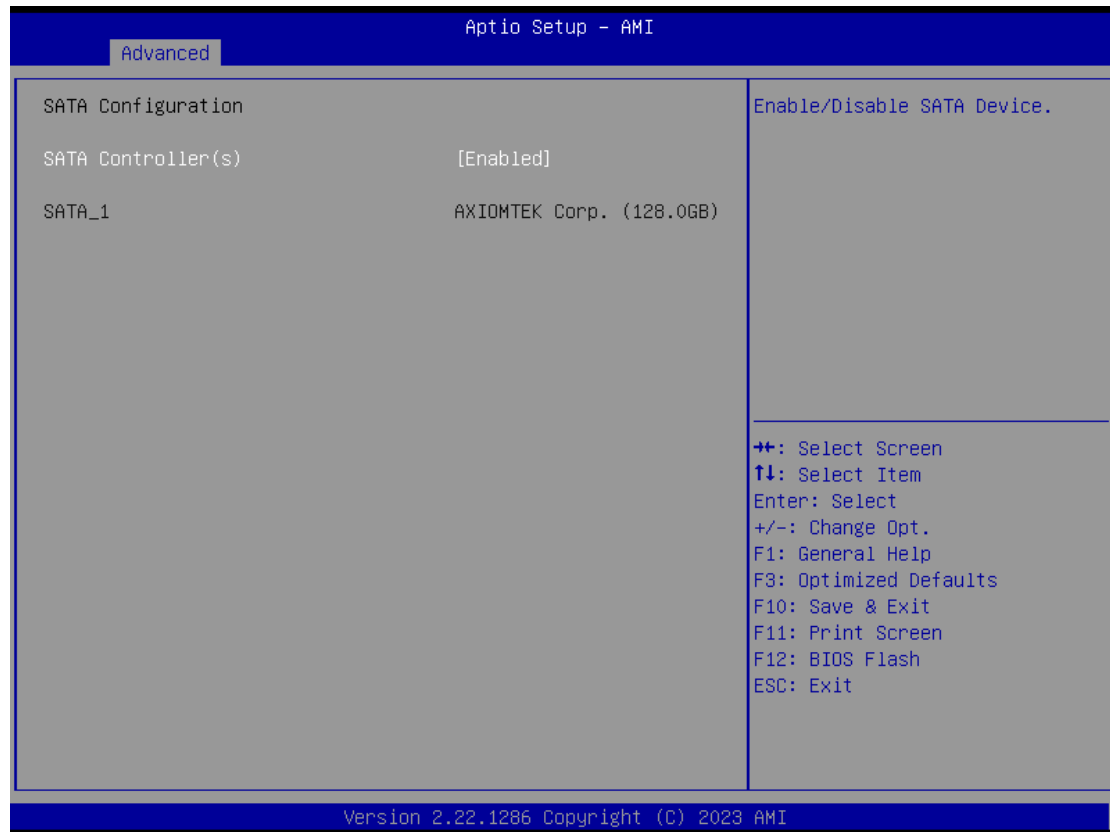 Aptio Setup – AMI
Advanced
SATA Configuration
SATA Controller(s) [Enabled]
SATA_1 AXIOMTEK Corp. (128.0GB)
Enable/Disable SATA Device.
→←: Select Screen
↑↓: Select Item
Enter: Select
+/-: Change Opt.
F1: General Help
F3: Optimized Defaults
F10: Save & Exit
F11: Print Screen
F12: BIOS Flash
ESC: Exit
Version 2.22.1286 Copyright (C) 2023 AMI